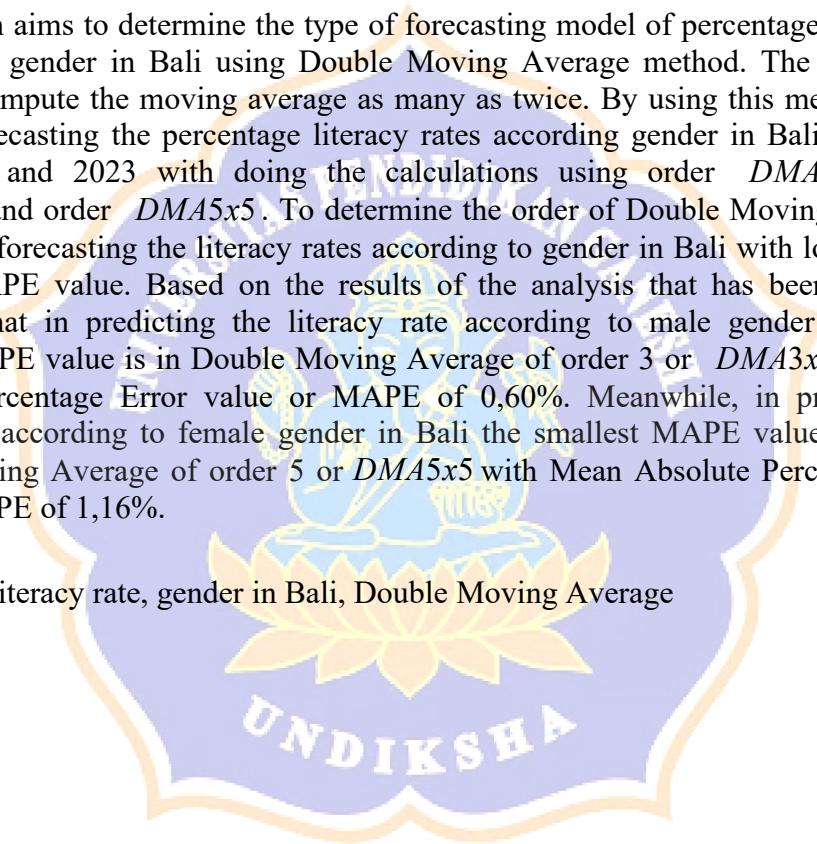 aims to determine the type of forecasting model of percentage
gender in Bali using Double Moving Average method. The
mpute the moving average as many as twice. By using this me
ecasting the percentage literacy rates according gender in Bali
and 2023 with doing the calculations using order DMA
nd order DMA5x5. To determine the order of Double Moving
forecasting the literacy rates according to gender in Bali with lo
PE value. Based on the results of the analysis that has been
hat in predicting the literacy rate according to male gender
PE value is in Double Moving Average of order 3 or DMA3x
rcentage Error value or MAPE of 0,60%. Meanwhile, in pr
according to female gender in Bali the smallest MAPE value
ing Average of order 5 or DMA5x5 with Mean Absolute Perc
PE of 1,16%.
iteracy rate, gender in Bali, Double Moving Average
UNIVERSITAS PENDIDIKAN GANESHA
UNDIKSHA